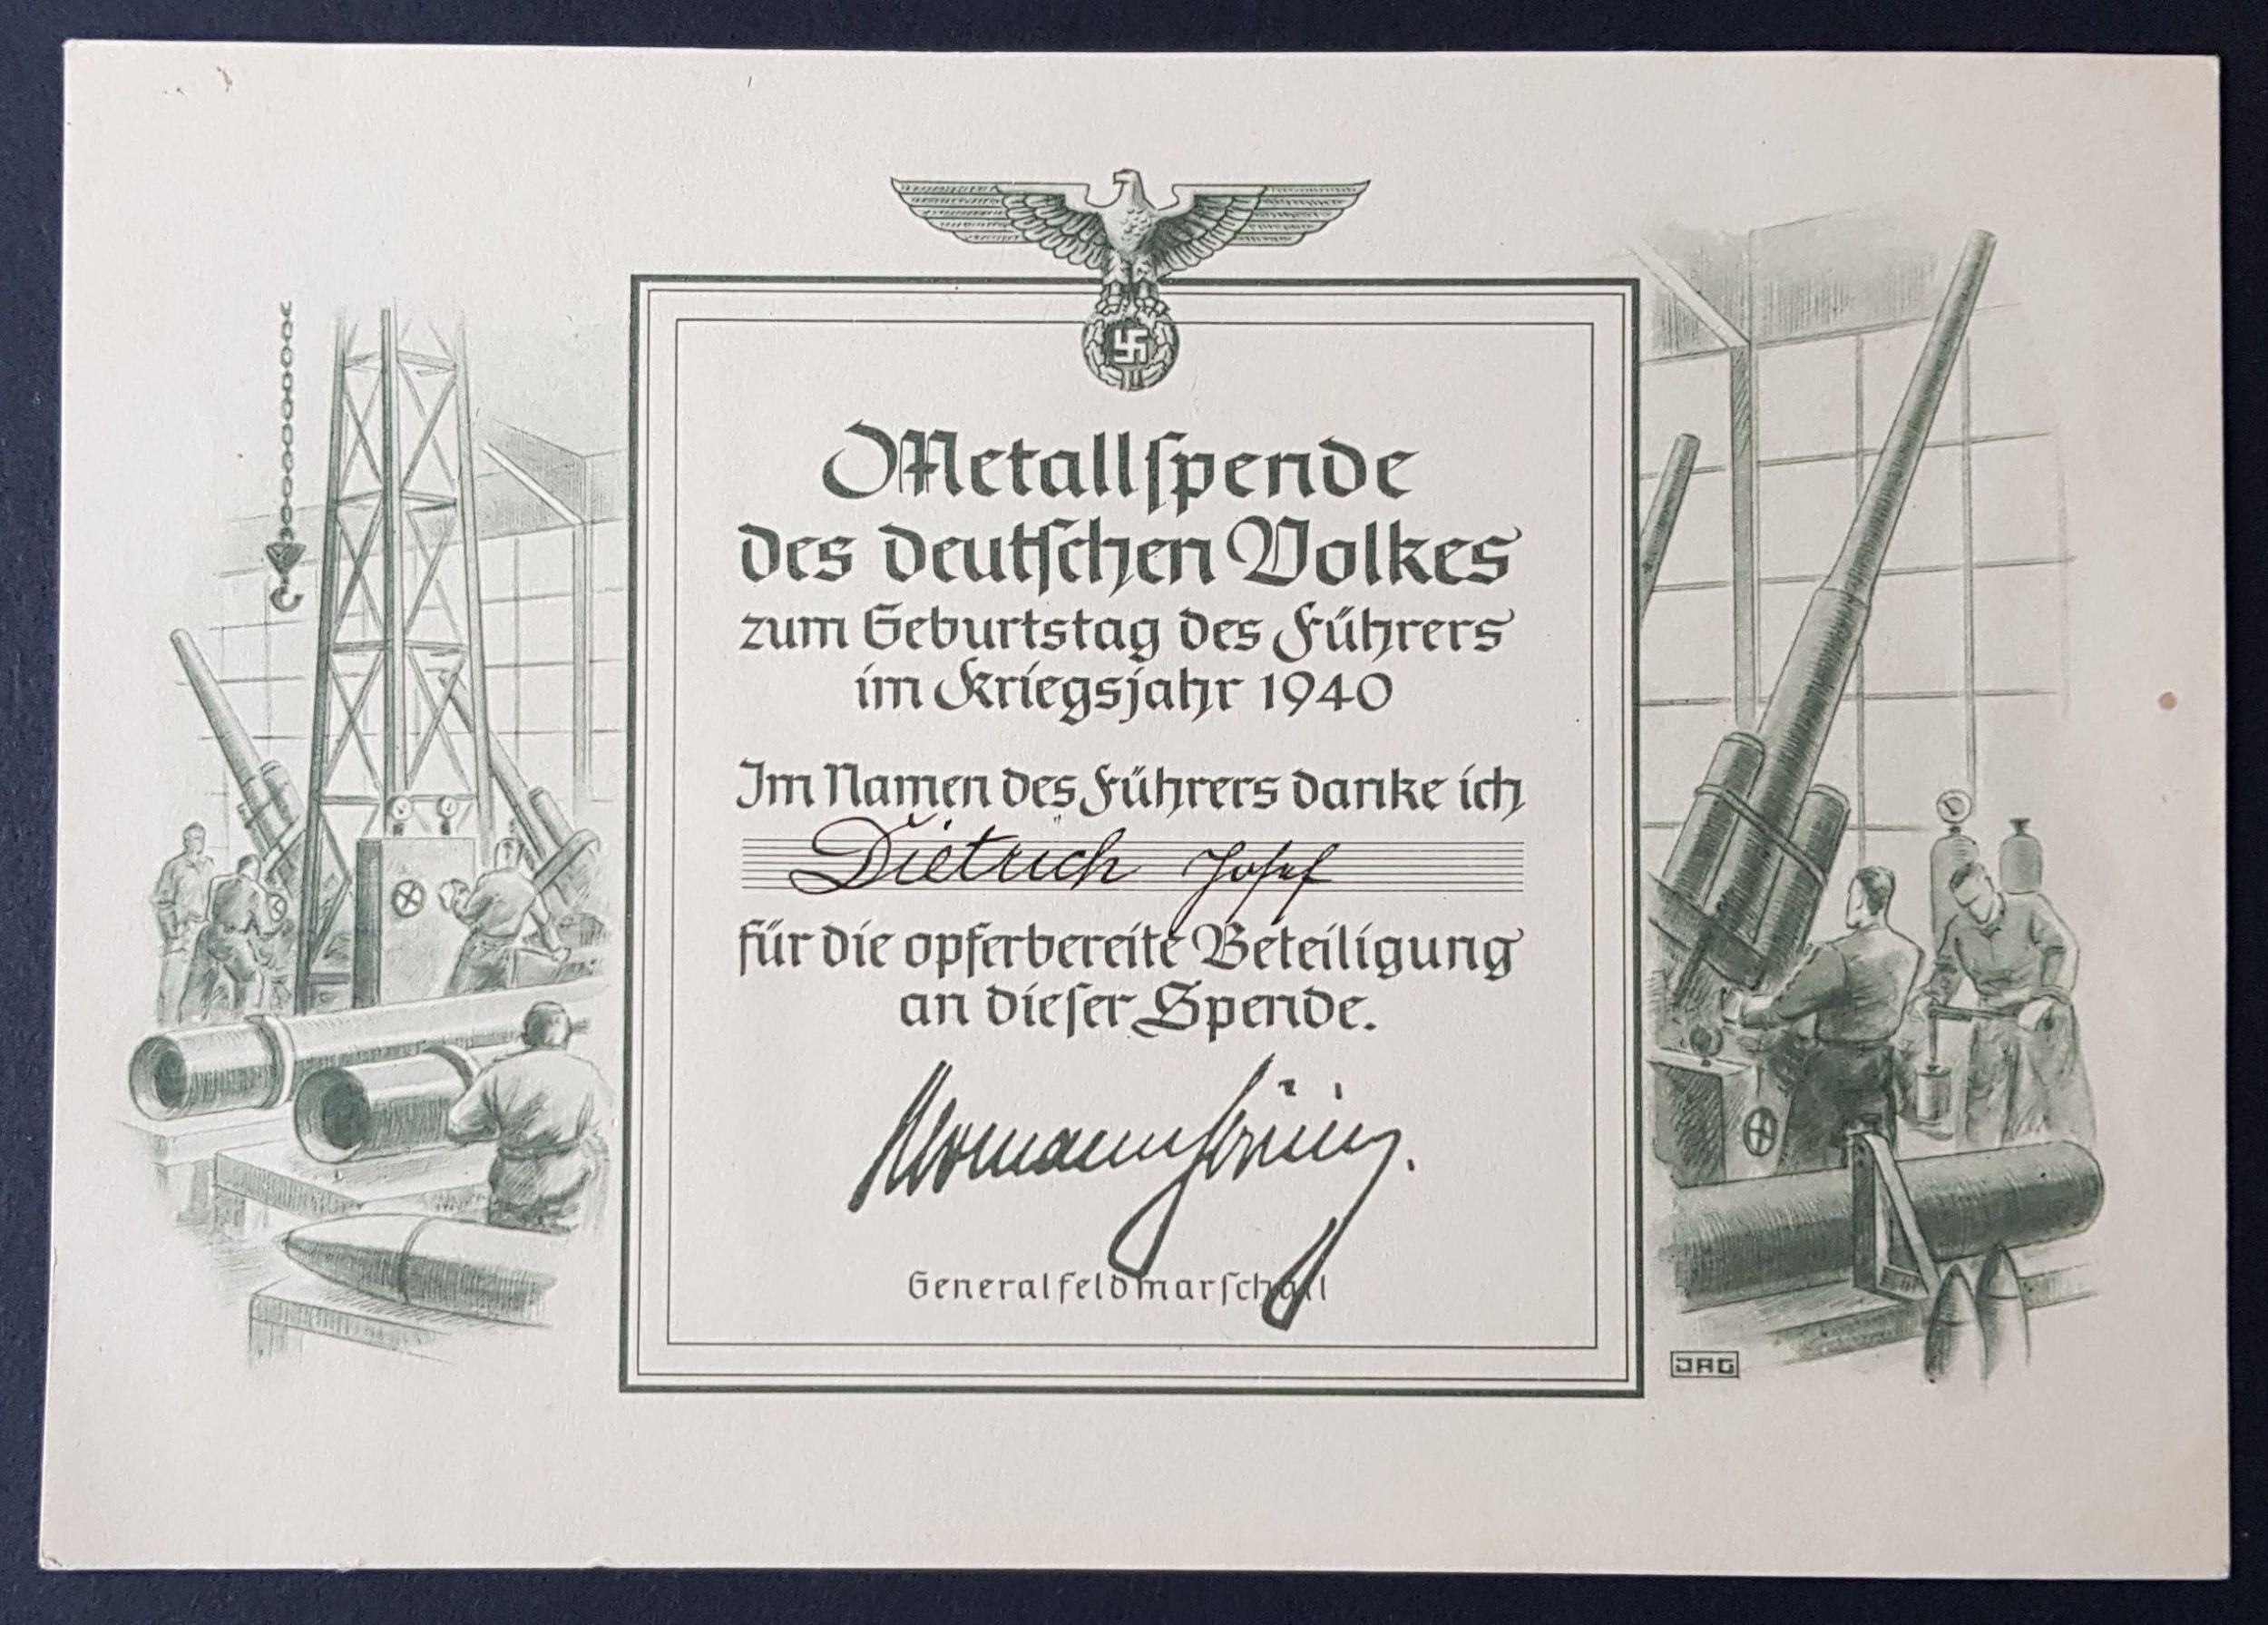 Metallspende
des deutschen Volkes
zum Geburtstag des Führers
im Kriegsjahr 1940
Im Namen des Führers danke ich
Dietrich Josef
für die opferbereite Beteiligung
an dieser Spende.
Hermann Göring.
Generalfeldmarschall
JAG